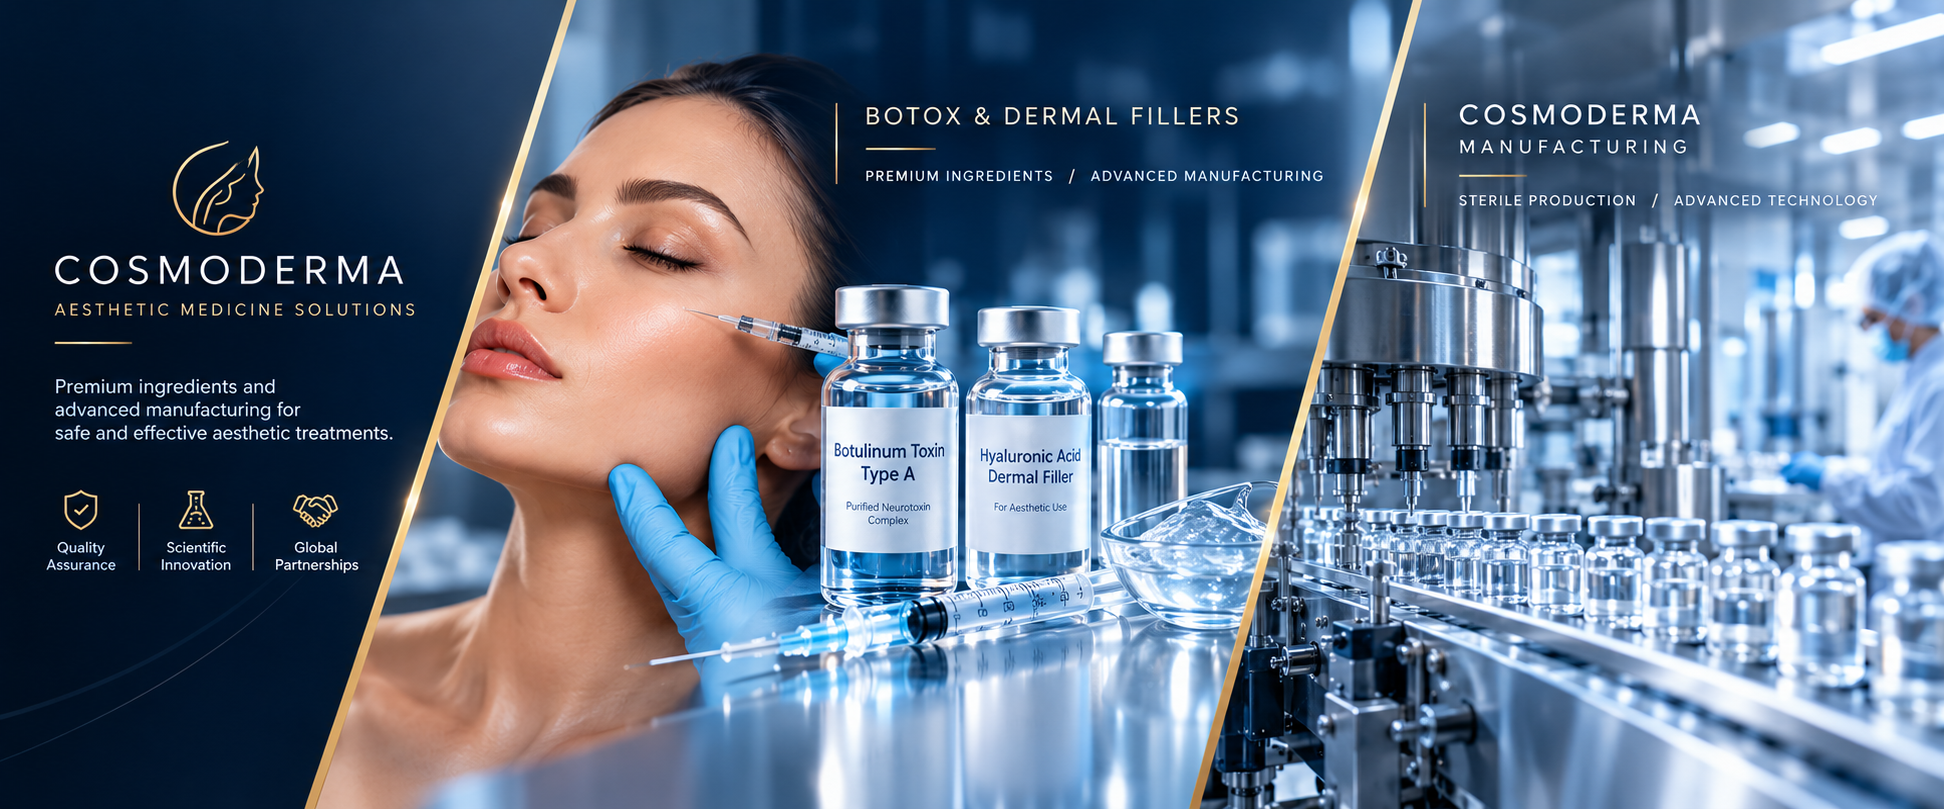 COSMODERMA
AESTHETIC MEDICINE SOLUTIONS
Premium ingredients and
advanced manufacturing for
safe and effective aesthetic treatments.
Quality
Assurance
Scientific
Innovation
Global
Partnerships
BOTOX & DERMAL FILLERS
PREMIUM INGREDIENTS / ADVANCED MANUFACTURING
Botulinum Toxin
Type A
Purified Neurotoxin
Complex
Hyaluronic Acid
Dermal Filler
For Aesthetic Use
COSMODERMA
MANUFACTURING
STERILE PRODUCTION / ADVANCED TECHNOLOGY